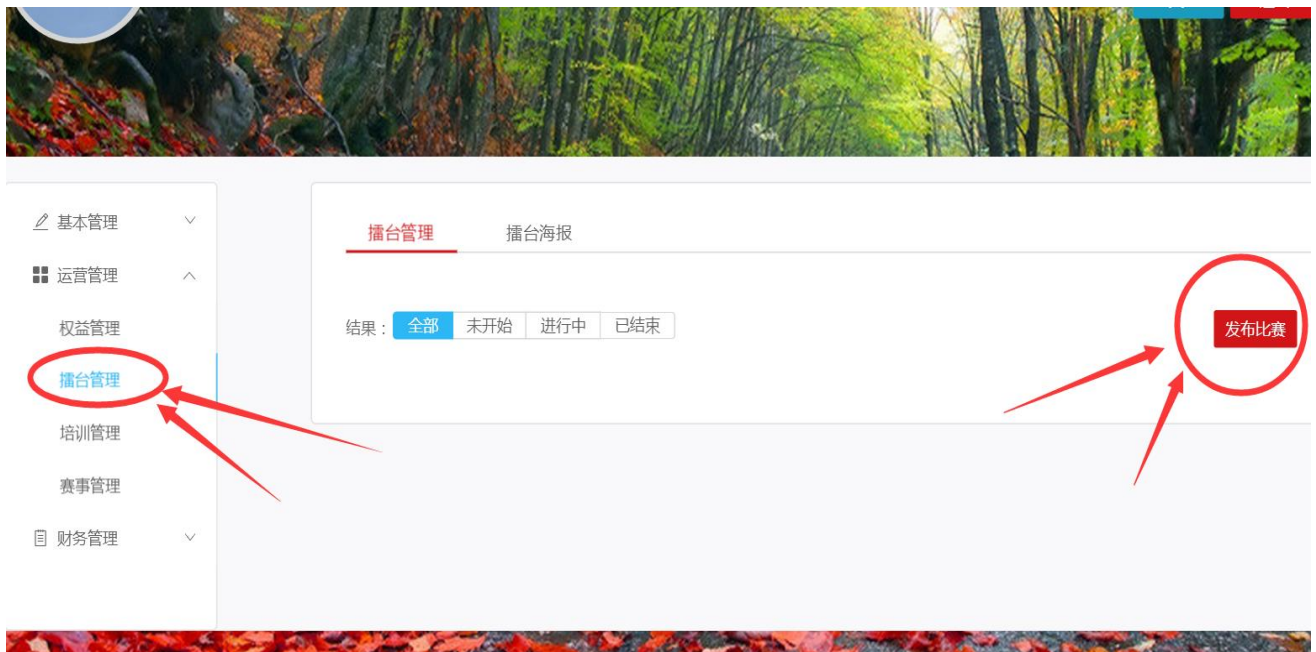 基本管理
运营管理
权益管理
擂台管理
培训管理
赛事管理
财务管理
擂台管理 擂台海报
结果： 全部 未开始 进行中 已结束
发布比赛